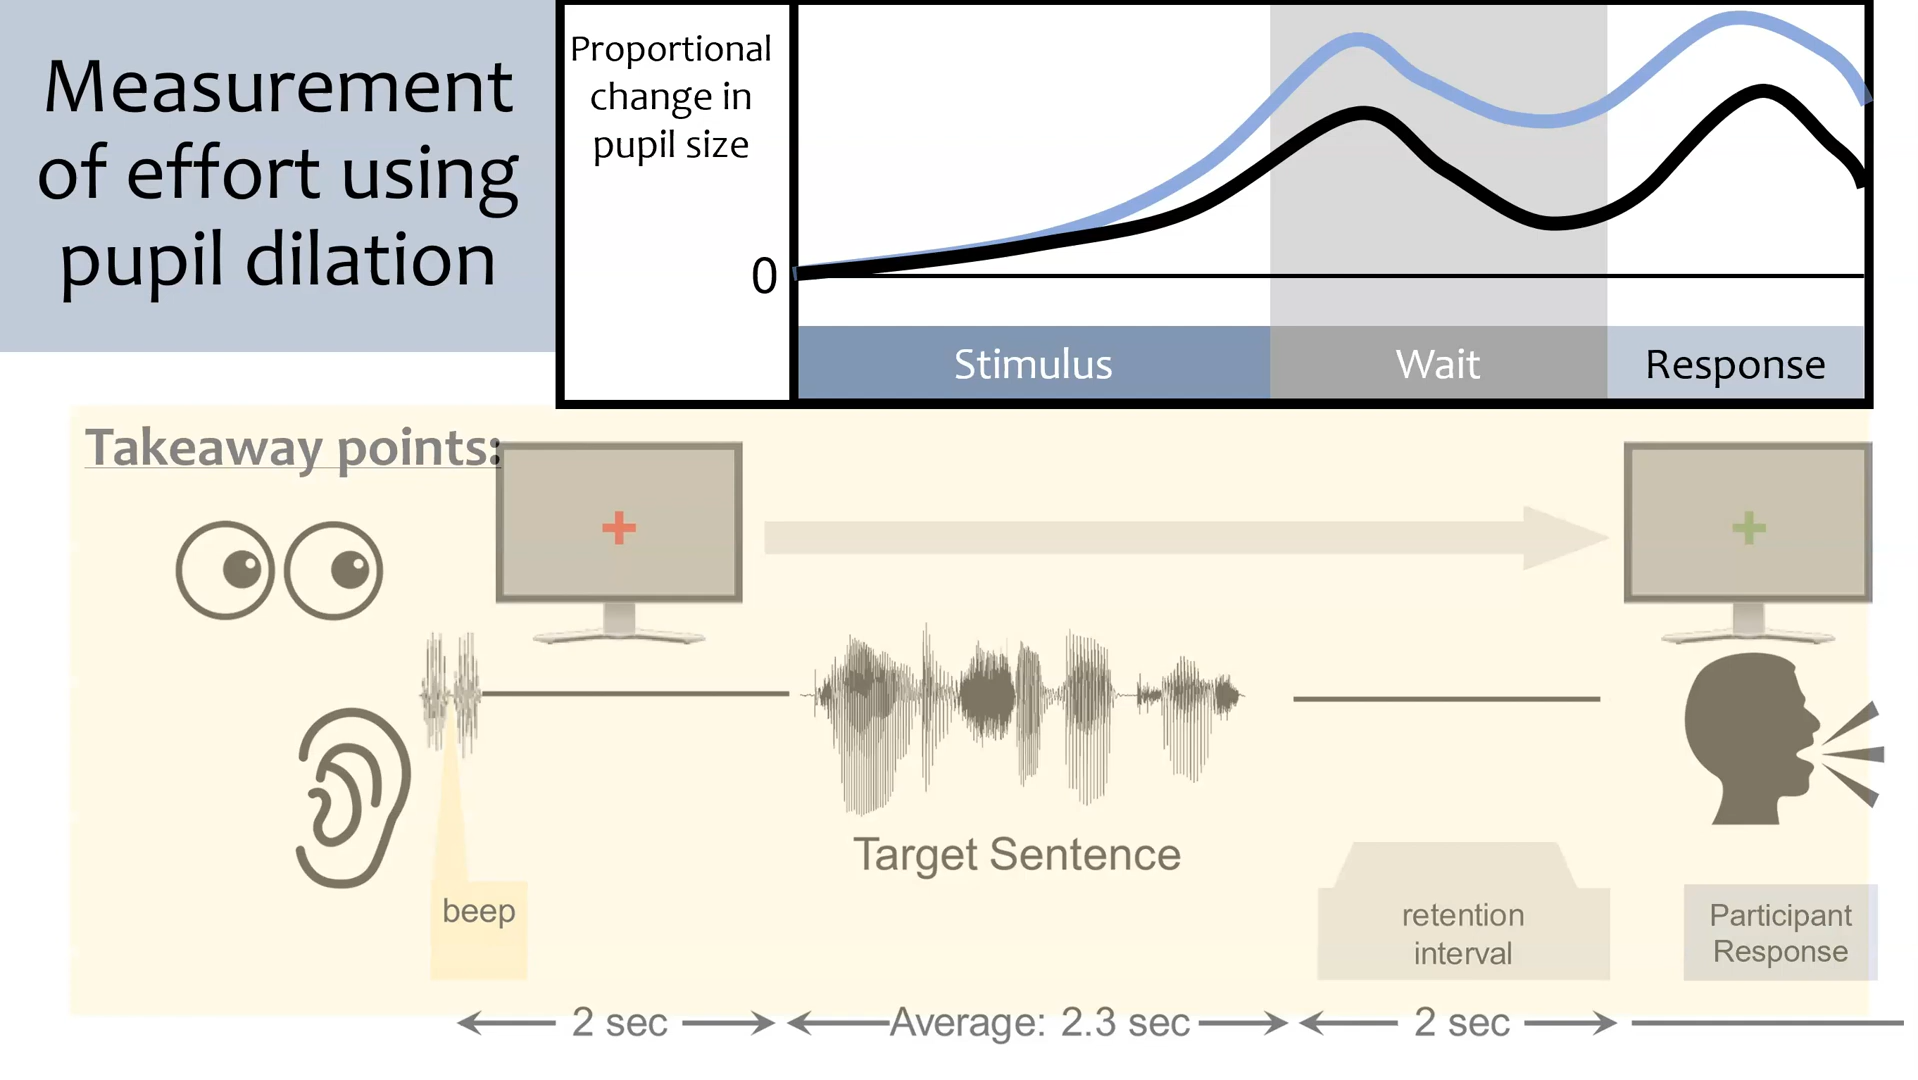 Measurement
of effort using
pupil dilation
Proportional
change in
pupil size
0
Stimulus
Wait
Response
Takeaway points:
Target Sentence
beep
retention
interval
Participant
Response
2 sec
Average: 2.3 sec
2 sec